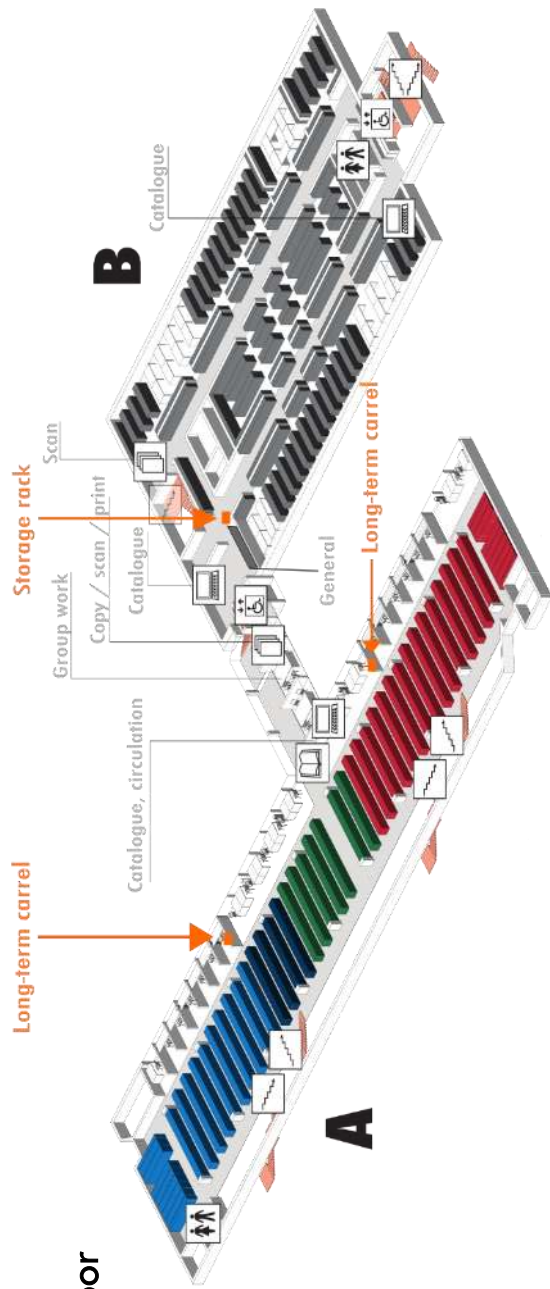 oor
Long-term carrel
Catalogue, circulation
Group work
Copy / scan / print
Catalogue
Storage rack
Scan
General
Long-term carrel
Catalogue
A
B